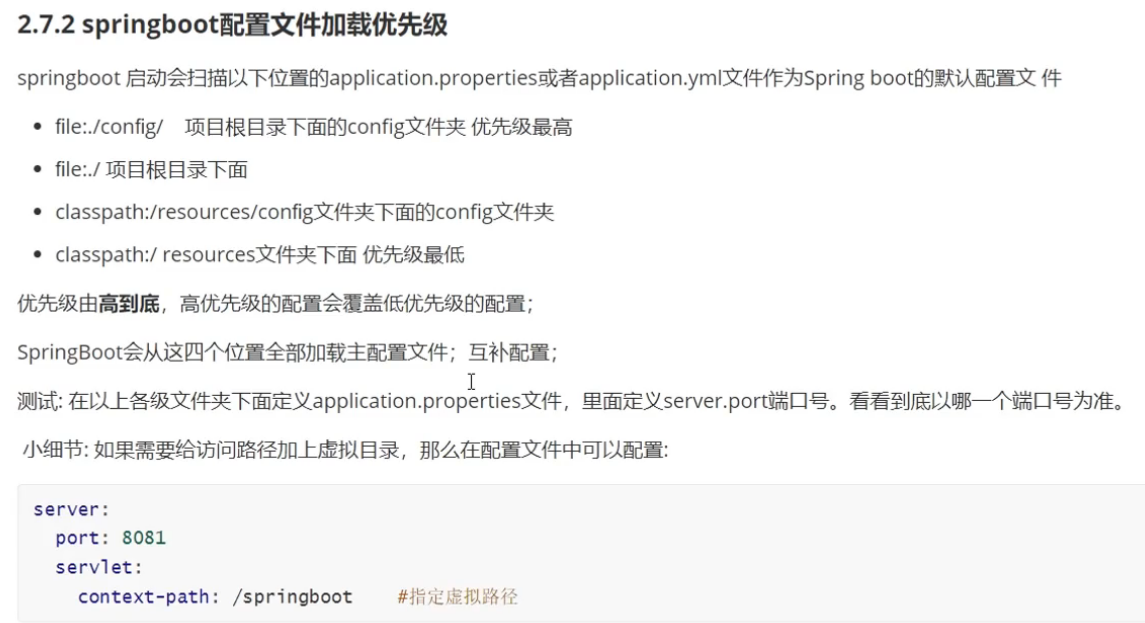 2.7.2 springboot配置文件加载优先级
springboot 启动会扫描以下位置的application.properties或者application.yml文件作为Spring boot的默认配置文 件
• file:./config/ 项目根目录下面的config文件夹 优先级最高
• file:./ 项目根目录下面
• classpath:/resources/config文件夹下面的config文件夹
• classpath:/ resources文件夹下面 优先级最低
优先级由高到底，高优先级的配置会覆盖低优先级的配置；
SpringBoot会从这四个位置全部加载主配置文件；互补配置；
测试: 在以上各级文件夹下面定义application.properties文件，里面定义server.port端口号。看看到底以哪一个端口号为准。
小细节: 如果需要给访问路径加上虚拟目录，那么在配置文件中可以配置:
server:
  port: 8081
  servlet:
    context-path: /springboot    #指定虚拟路径